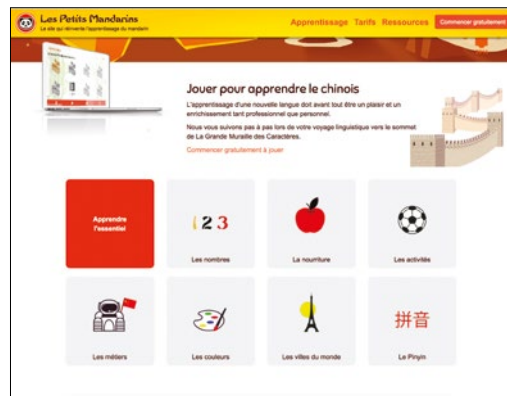 Les Petits Mandarins
Le site qui réinvente l'apprentissage du mandarin
Apprentissage Tarifs Ressources
Commencer gratuitement
Jouer pour apprendre le chinois
L'apprentissage d'une nouvelle langue doit avant tout être un plaisir et un
enrichissement tant professionnel que personnel.
Nous vous suivons pas à pas lors de votre voyage linguistique vers le sommet
de La Grande Muraille des Caractères.
Commencer gratuitement à jouer
Apprendre
l'essentiel
1 2 3
Les nombres
La nourriture
Les activités
Les métiers
Les couleurs
Les villes du monde
拼音
Le Pinyin